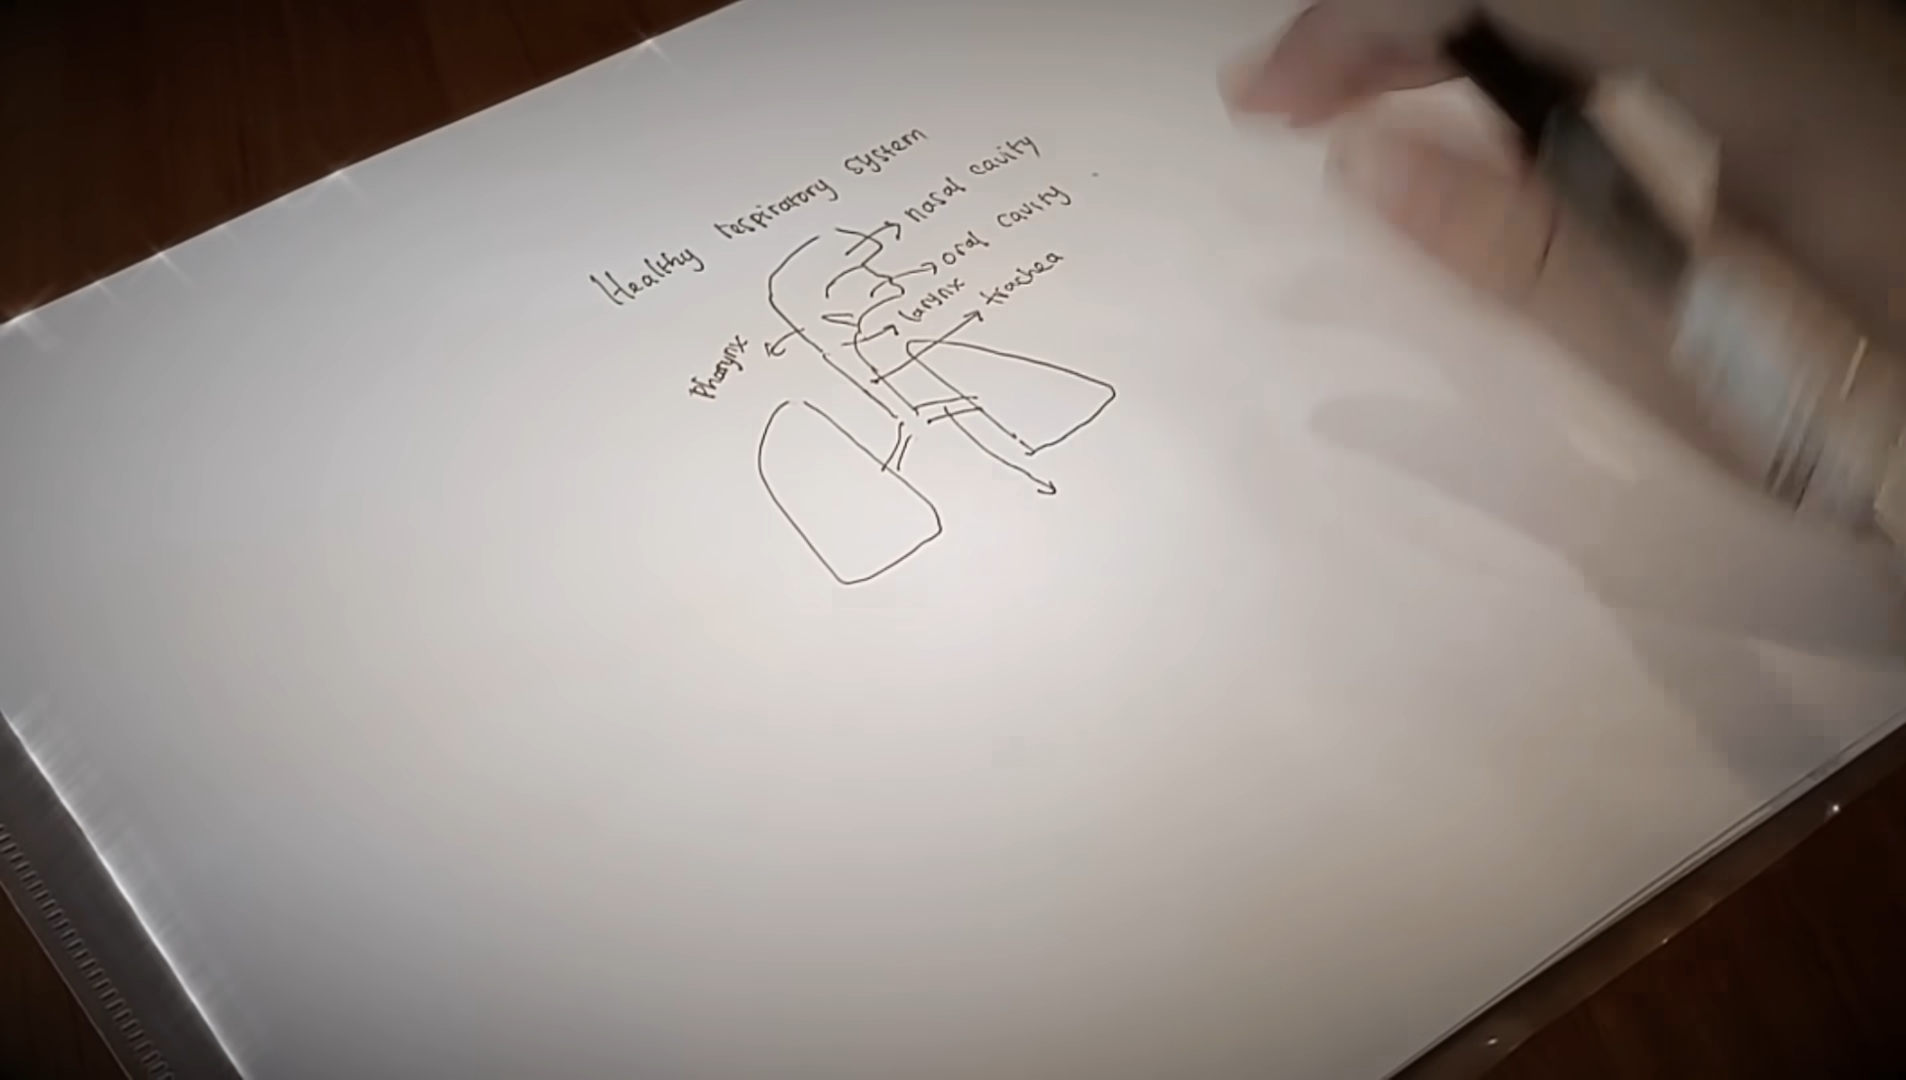 Healthy respiratory system
nasal cavity
oral cavity
larynx
trachea
Pharynx